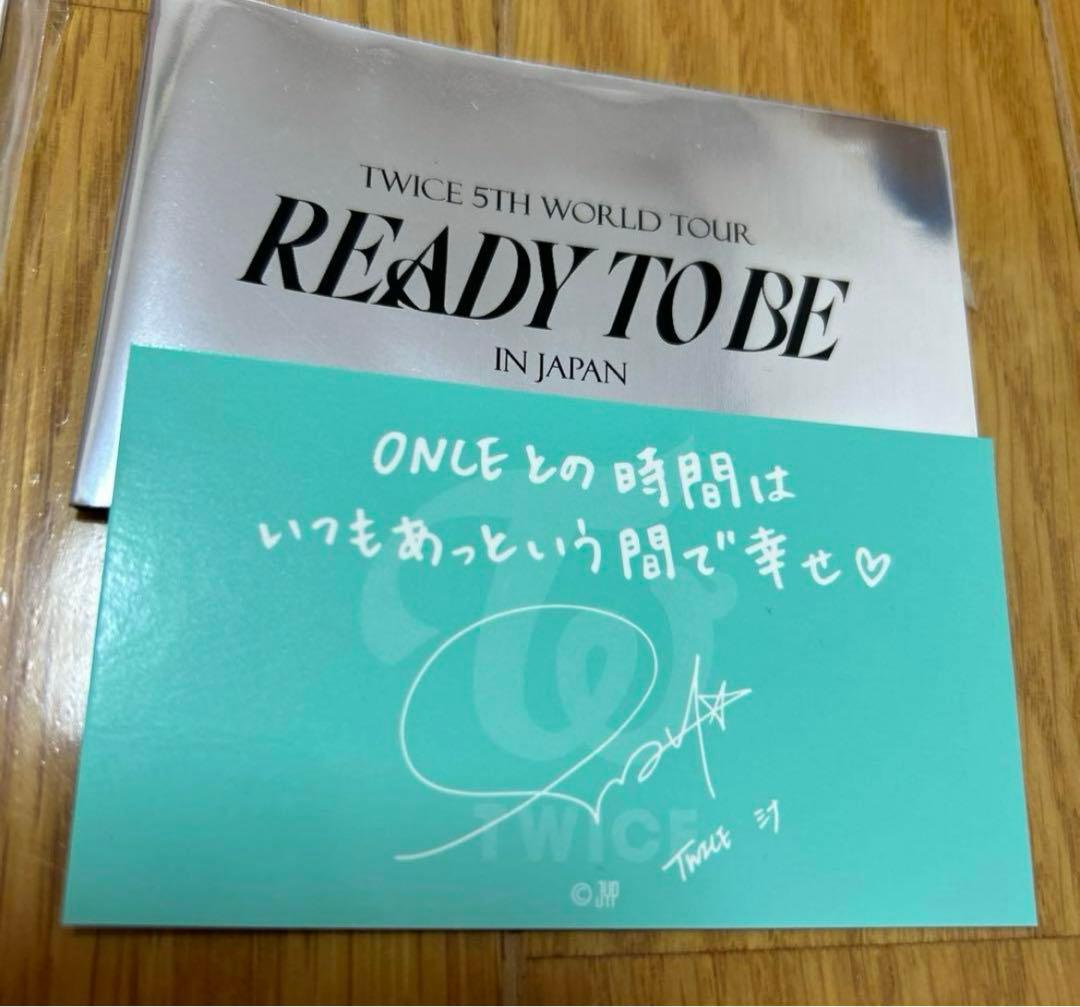 TWICE 5TH WORLD TOUR
READY TO BE
IN JAPAN
ONCEとの時間は
いつもあっという間で幸せ♡
TWICE
TWICE ミナ
© JYP